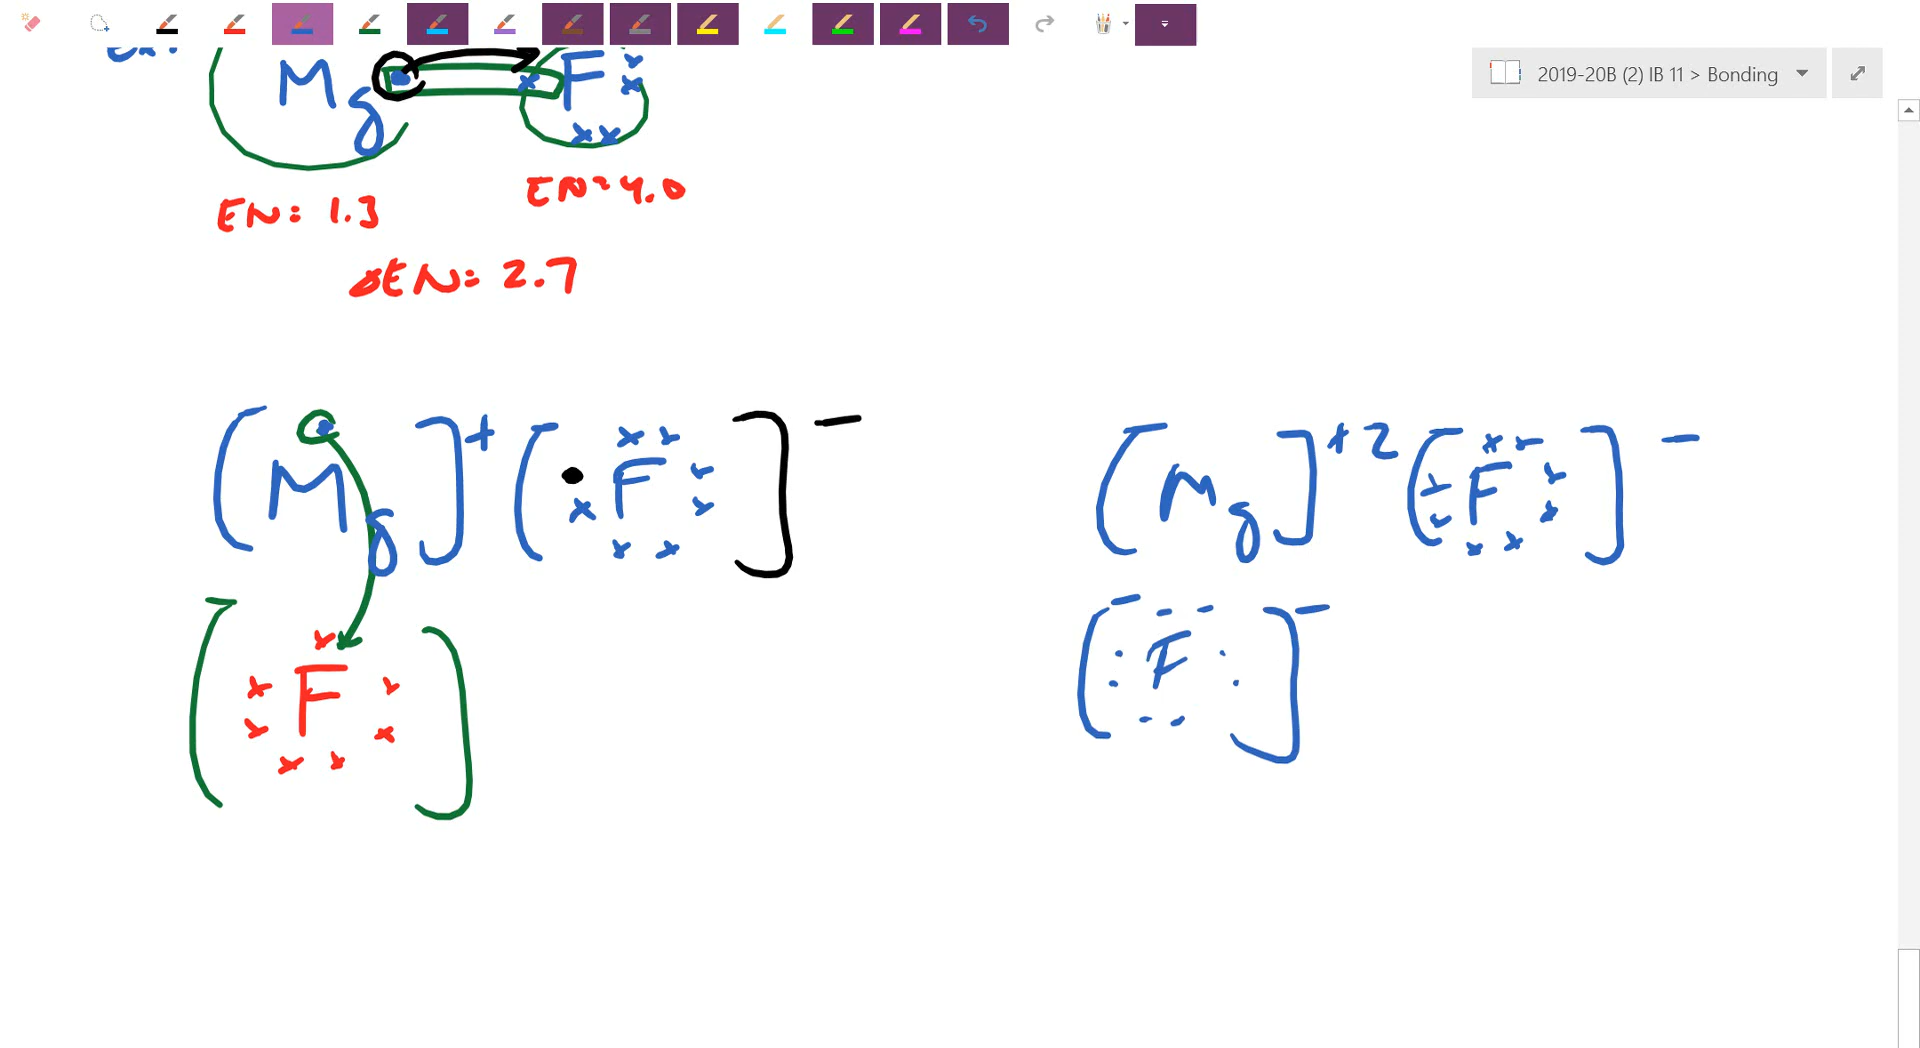 2019-20B (2) IB 11 > Bonding
Mg F
EN: 1.3
EN=4.0
ΔEN: 2.7
[Mg]+ [F]−
[F]
[Mg]+2 [F]−
[F]−